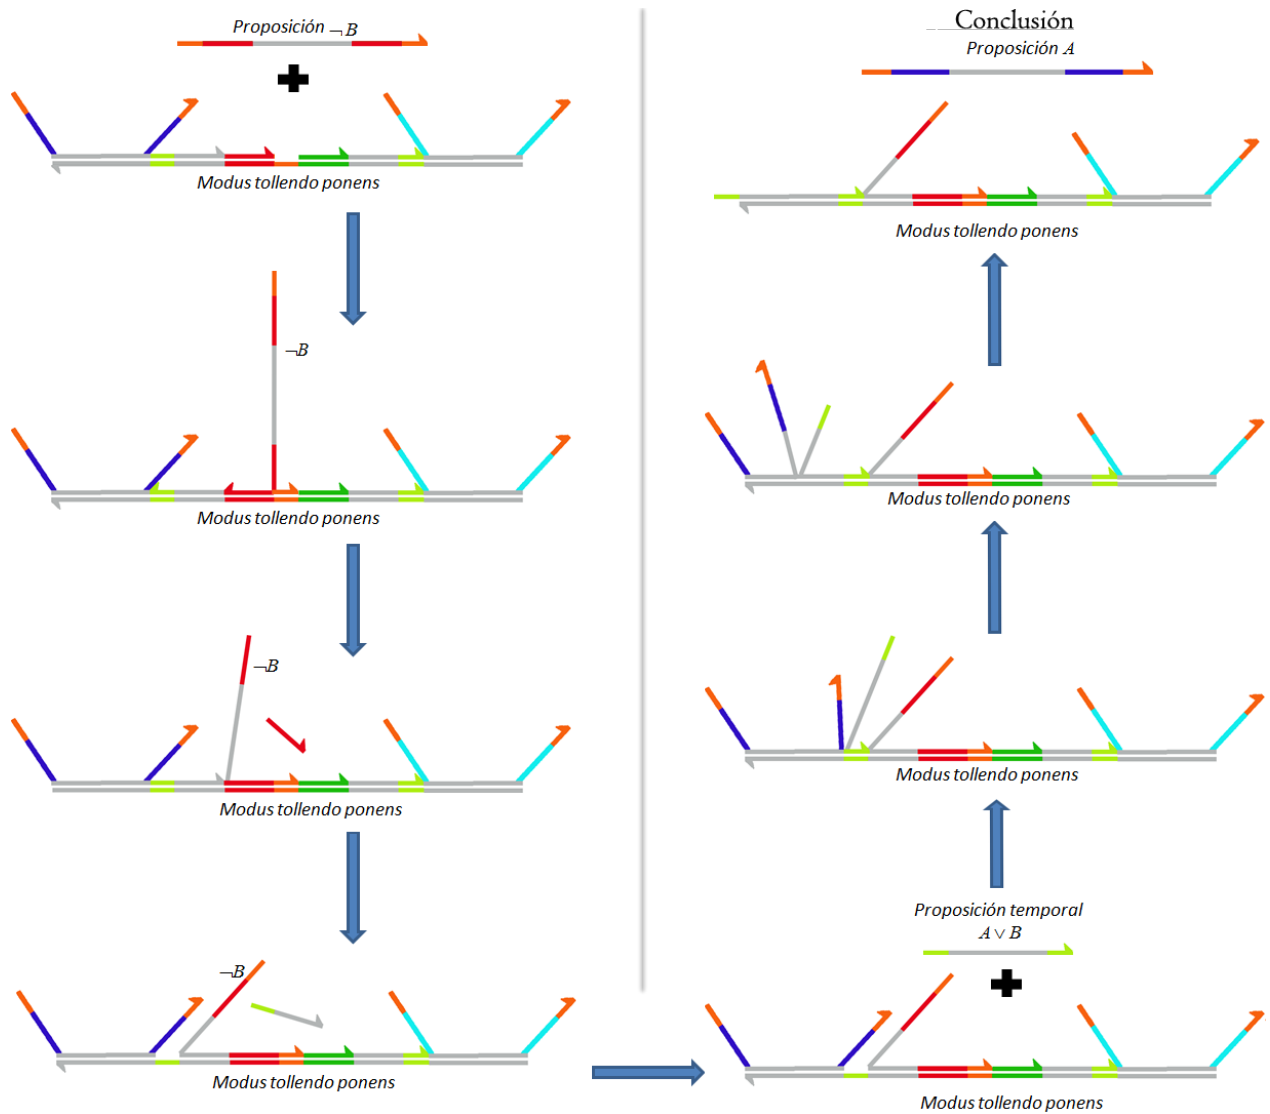 Proposición ¬B
Modus tollendo ponens
¬B
Modus tollendo ponens
¬B
Modus tollendo ponens
¬B
Modus tollendo ponens
Conclusión
Proposición A
Modus tollendo ponens
Modus tollendo ponens
Modus tollendo ponens
Proposición temporal
A ∨ B
Modus tollendo ponens